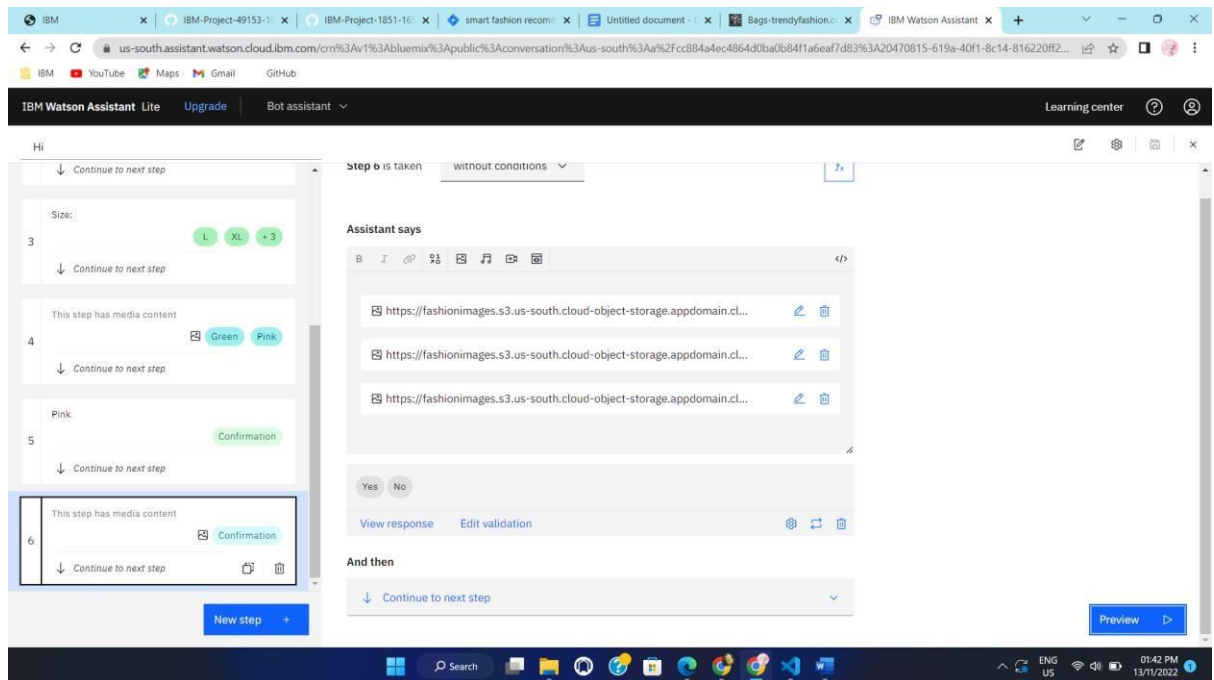 IBM
IBM-Project-49153-1
IBM-Project-1851-16
smart fashion recomm
Untitled document -
Bags-trendyfashion.c
IBM Watson Assistant
us-south.assistant.watson.cloud.ibm.com/crn%3Av1%3Abluemix%3Apublic%3Aconversation%3Aus-south%3Aa%2Fcc884a4ec4864d0ba0b84f1a6eaf7d83%3A20470815-619a-40f1-8c14-816220ff2...
IBM YouTube Maps Gmail GitHub
IBM Watson Assistant Lite Upgrade Bot assistant Learning center
Hi
Continue to next step
3
Size:
L XL + 3
Continue to next step
4
This step has media content
Green Pink
Continue to next step
5
Pink
Confirmation
Continue to next step
6
This step has media content
Confirmation
Continue to next step
New step +
Step 6 is taken without conditions
fx
Assistant says
B I </>
https://fashionimages.s3.us-south.cloud-object-storage.appdomain.cl...
https://fashionimages.s3.us-south.cloud-object-storage.appdomain.cl...
https://fashionimages.s3.us-south.cloud-object-storage.appdomain.cl...
Yes No
View response Edit validation
And then
Continue to next step
Preview
Search
ENG
US
01:42 PM
13/11/2022
1